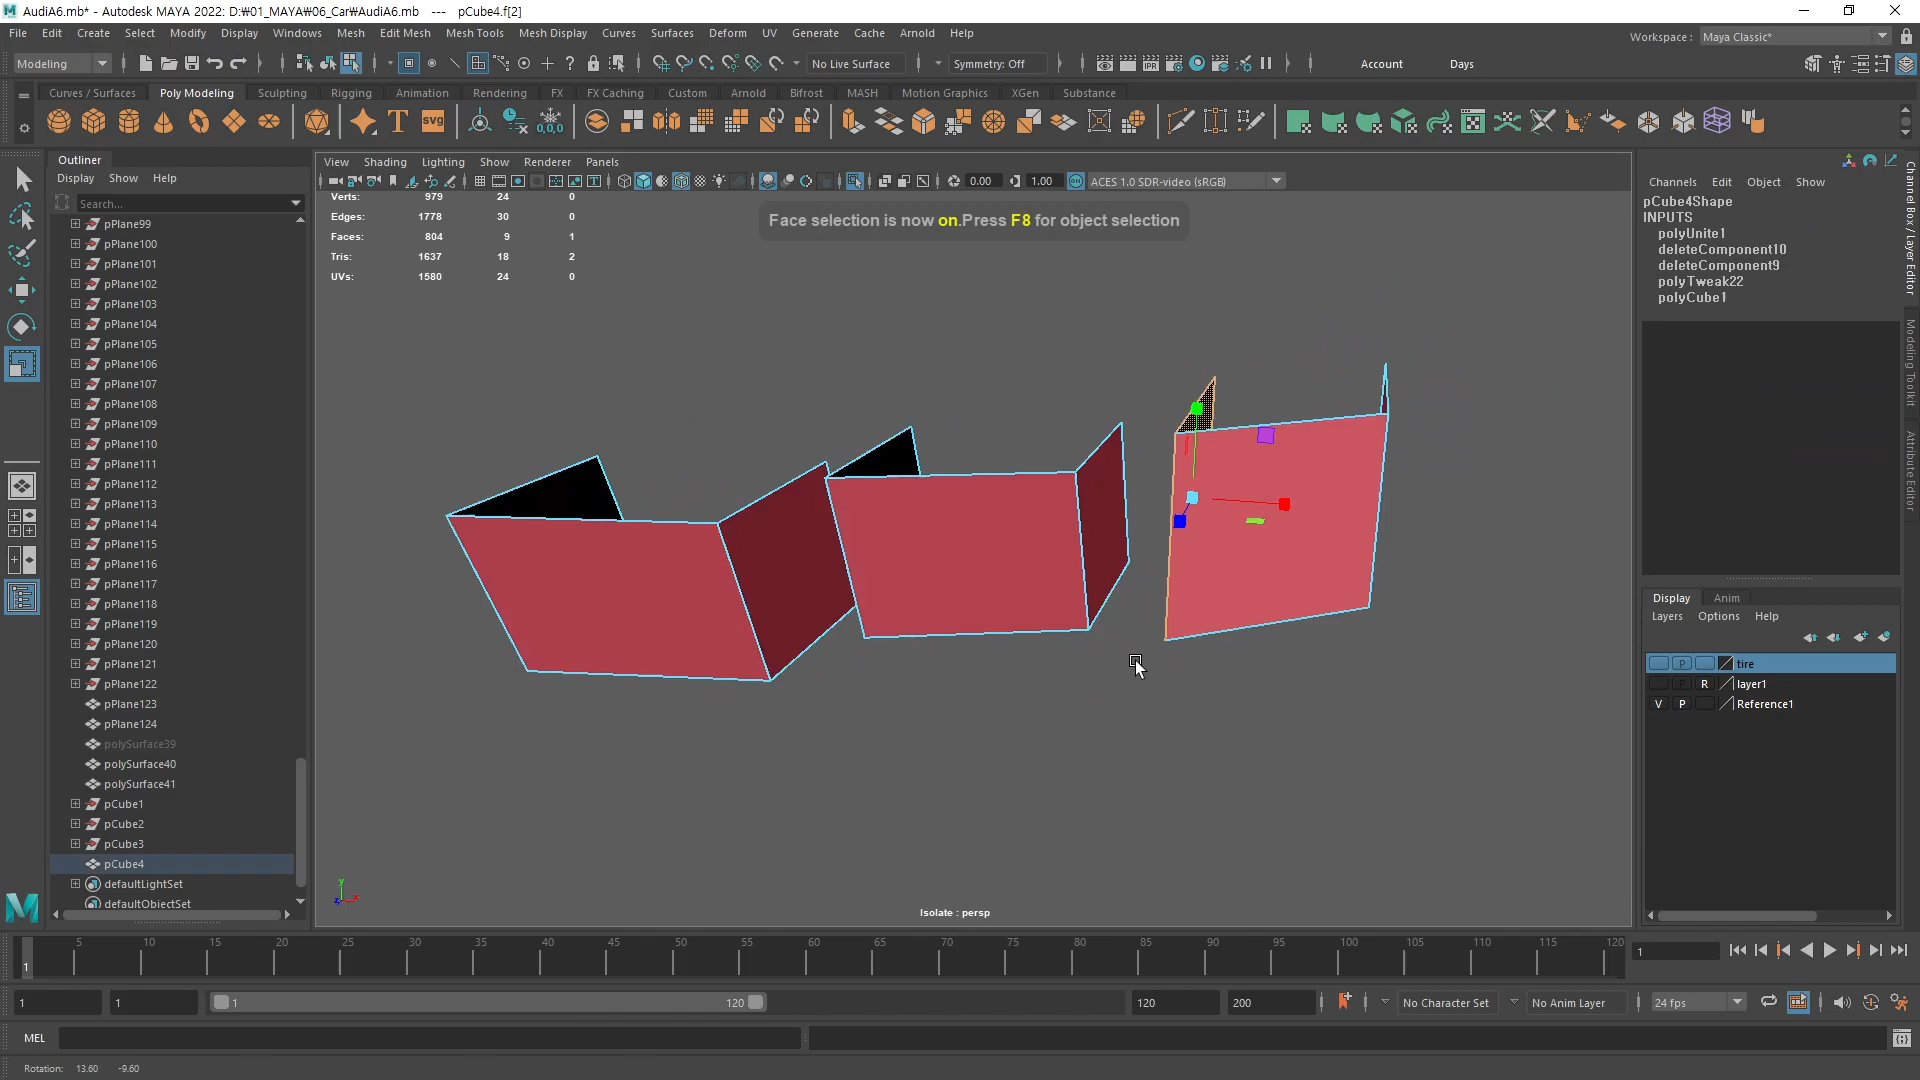 AudiA6.mb* - Autodesk MAYA 2022: D:₩01_MAYA₩06_Car₩AudiA6.mb --- pCube4.f[2]
File Edit Create Select Modify Display Windows Mesh Edit Mesh Mesh Tools Mesh Display Curves Surfaces Deform UV Generate Cache Arnold Help
Workspace : Maya Classic*
Modeling No Live Surface Symmetry: Off Account Days
Curves / Surfaces Poly Modeling Sculpting Rigging Animation Rendering FX FX Caching Custom Arnold Bifrost MASH Motion Graphics XGen Substance
Outliner
Display Show Help
Search...
pPlane99
pPlane100
pPlane101
pPlane102
pPlane103
pPlane104
pPlane105
pPlane106
pPlane107
pPlane108
pPlane109
pPlane110
pPlane111
pPlane112
pPlane113
pPlane114
pPlane115
pPlane116
pPlane117
pPlane118
pPlane119
pPlane120
pPlane121
pPlane122
pPlane123
pPlane124
polySurface39
polySurface40
polySurface41
pCube1
pCube2
pCube3
pCube4
defaultLightSet
defaultObjectSet
View Shading Lighting Show Renderer Panels
0.00 1.00 ACES 1.0 SDR-video (sRGB)
Verts: 979 24 0
Edges: 1778 30 0
Faces: 804 9 1
Tris: 1637 18 2
UVs: 1580 24 0
Face selection is now on.Press F8 for object selection
Isolate : persp
Channels Edit Object Show
pCube4Shape
INPUTS
polyUnite1
deleteComponent10
deleteComponent9
polyTweak22
polyCube1
Channel Box / Layer Editor
Modeling Toolkit
Attribute Editor
Display Anim
Layers Options Help
P tire
P R layer1
V P Reference1
5 10 15 20 25 30 35 40 45 50 55 60 65 70 75 80 85 90 95 100 105 110 115 120
1
1
1 1 1 120 120 200 No Character Set No Anim Layer 24 fps
MEL
Rotation: 13.60 -9.60